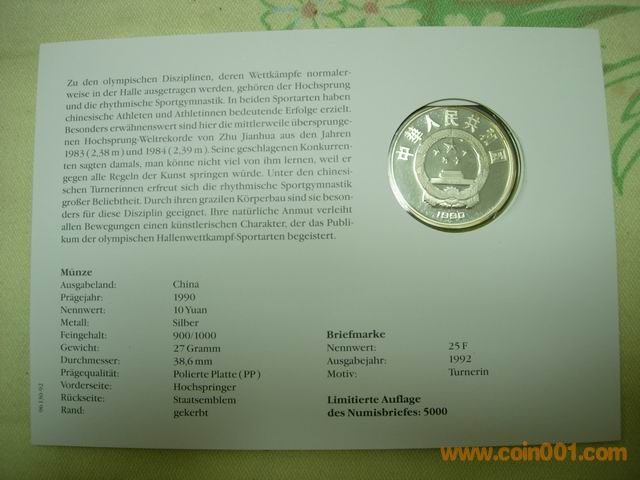 Zu den olympischen Disziplinen, deren Wettkämpfe normaler-
weise in der Halle ausgetragen werden, gehören der Hochsprung
und die rhythmische Sportgymnastik. In beiden Sportarten haben
chinesische Athleten und Athletinnen bedeutende Erfolge erzielt.
Besonders erwähnenswert sind hier die mittlerweile übersprunge-
nen Hochsprung-Weltrekorde von Zhu Jianhua aus den Jahren
1983 (2,38 m) und 1984 (2,39 m). Seine geschlagenen Konkurren-
ten sagten damals, man könne nicht viel von ihm lernen, weil er
gegen alle Regeln der Kunst springen würde. Unter den chinesi-
schen Turnerinnen erfreut sich die rhythmische Sportgymnastik
großer Beliebtheit. Durch ihren grazilen Körperbau sind sie beson-
ders für diese Disziplin geeignet. Ihre natürliche Anmut verleiht
allen Bewegungen einen künstlerischen Charakter, der das Publi-
kum der olympischen Hallenwettkampf-Sportarten begeistert.
中華人民共和國
1990
Münze
Ausgabeland: China
Prägejahr: 1990
Nennwert: 10 Yuan
Metall: Silber
Feingehalt: 900/1000
Gewicht: 27 Gramm
Durchmesser: 38,6 mm
Prägequalität: Polierte Platte (PP)
Vorderseite: Hochspringer
Rückseite: Staatsemblem
Rand: gekerbt
Briefmarke
Nennwert: 25 F
Ausgabejahr: 1992
Motiv: Turnerin
Limitierte Auflage
des Numisbriefes: 5000
96 130-92
www.coin001.com